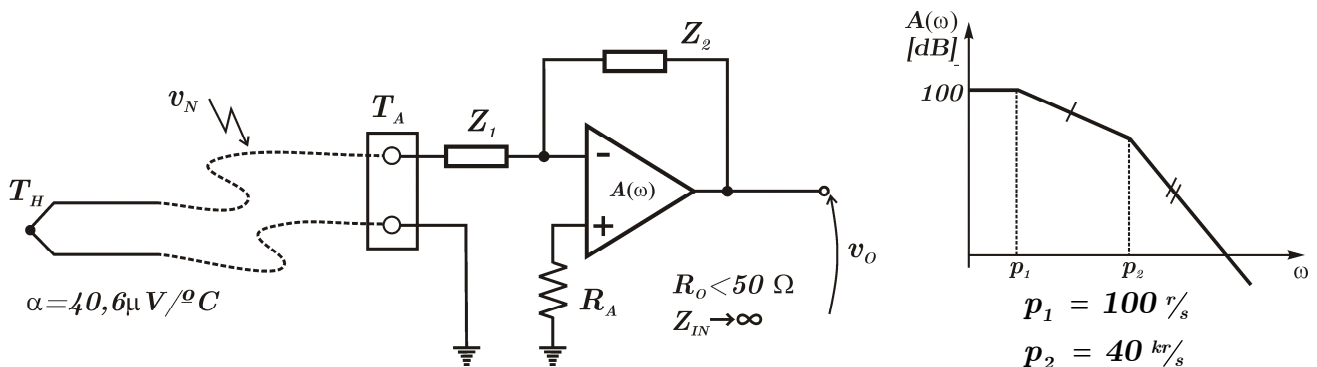 v_N
T_A
Z_1
Z_2
T_H
α=40,6μV/ºC
-
+
A(ω)
R_A
R_O<50 Ω
Z_IN→∞
v_O
A(ω)
[dB]
100
p_1
p_2
ω
p_1 = 100 r/s
p_2 = 40 kr/s